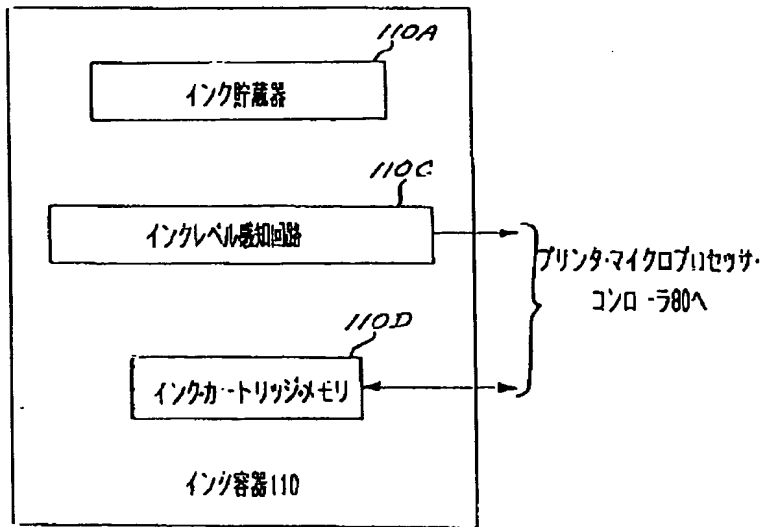 110A
インク貯蔵器
110C
インクレベル感知回路
プリンタ・マイクロプロセッサ・
コンローラ80へ
110D
インク・カートリッジ・メモリ
インク容器110